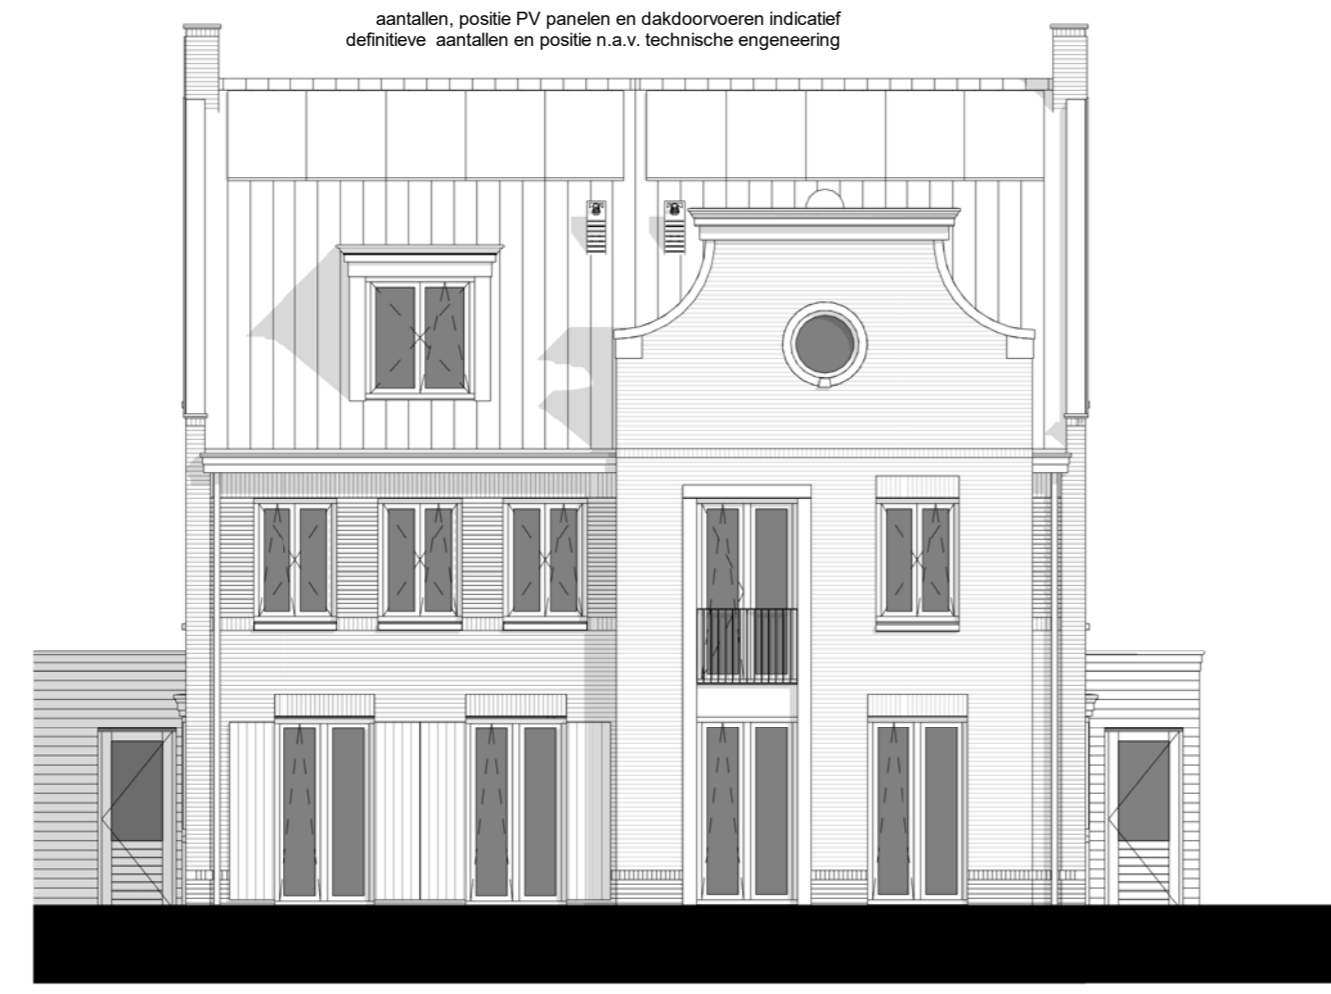 aantallen, positie PV panelen en dakdoorvoeren indicatief
definitieve aantallen en positie n.a.v. technische engeneering